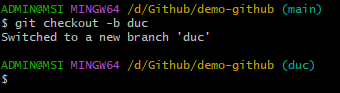 ADMIN@MSI MINGW64 /d/Github/demo-github (main)
$ git checkout -b duc
Switched to a new branch 'duc'
ADMIN@MSI MINGW64 /d/Github/demo-github (duc)
$